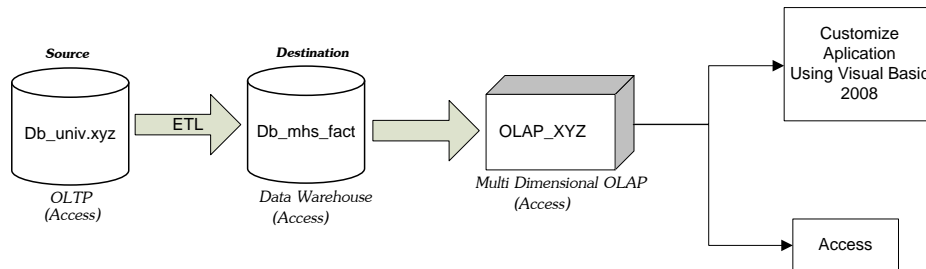 Source
Db_univ.xyz
OLTP
(Access)
ETL
Destination
Db_mhs_fact
Data Warehouse
(Access)
OLAP_XYZ
Multi Dimensional OLAP
(Access)
Customize
Aplication
Using Visual Basic
2008
Access